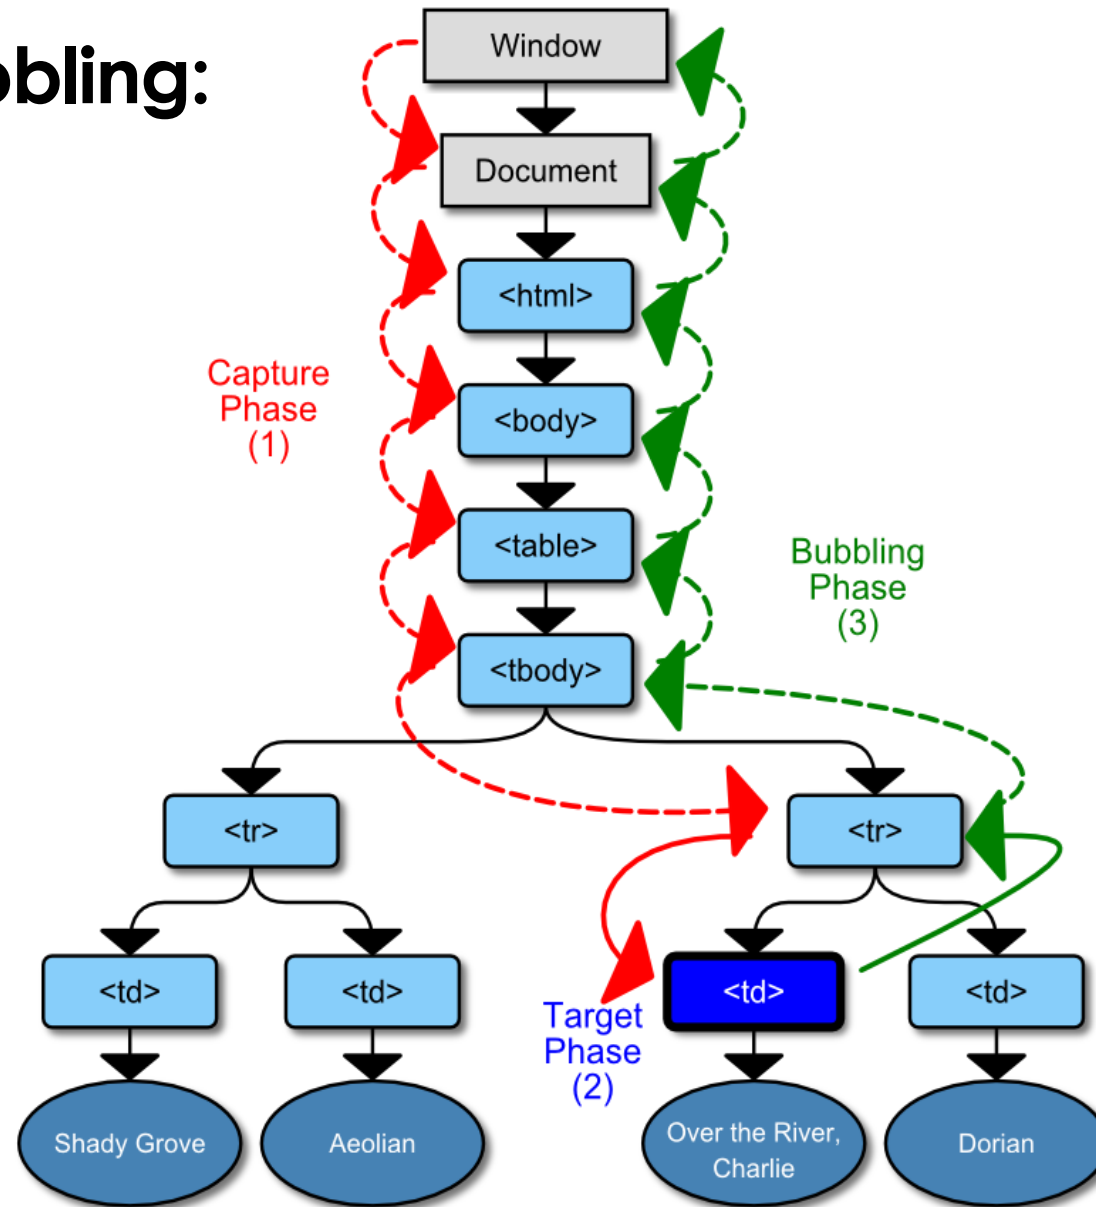 bbling:
Window
Document
<html>
<body>
<table>
<tbody>
Capture
Phase
(1)
Bubbling
Phase
(3)
<tr>
<tr>
<td>
<td>
<td>
<td>
Target
Phase
(2)
Shady Grove
Aeolian
Over the River,
Charlie
Dorian